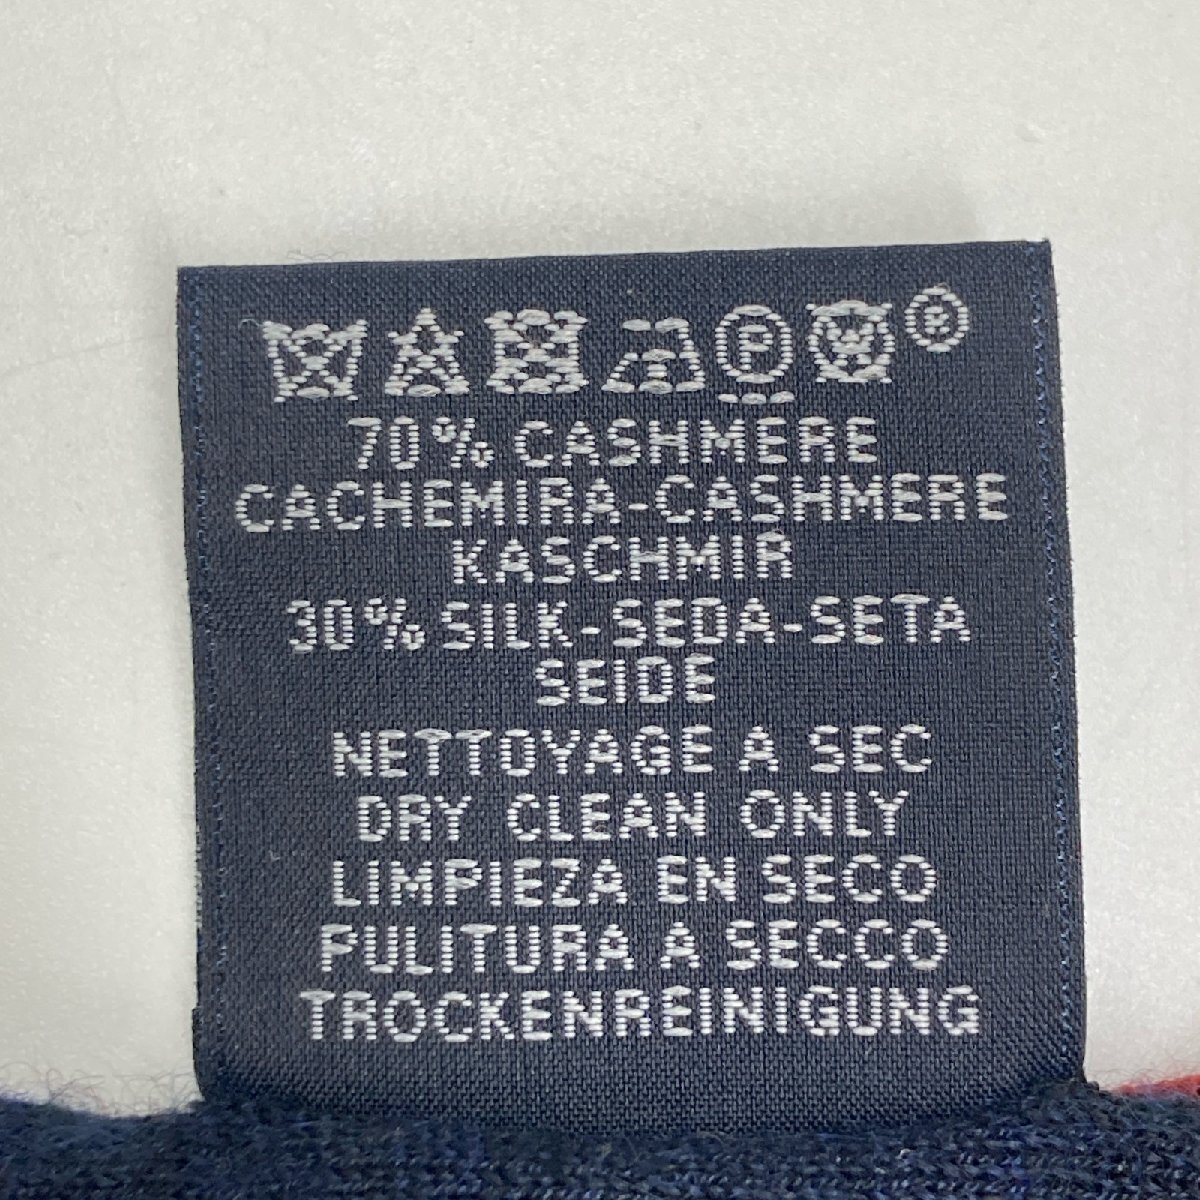 P W ®
70% CASHMERE
CACHEMIRA-CASHMERE
KASCHMIR
30% SILK-SEDA-SETA
SEIDE
NETTOYAGE A SEC
DRY CLEAN ONLY
LIMPIEZA EN SECO
PULITURA A SECCO
TROCKENREINIGUNG